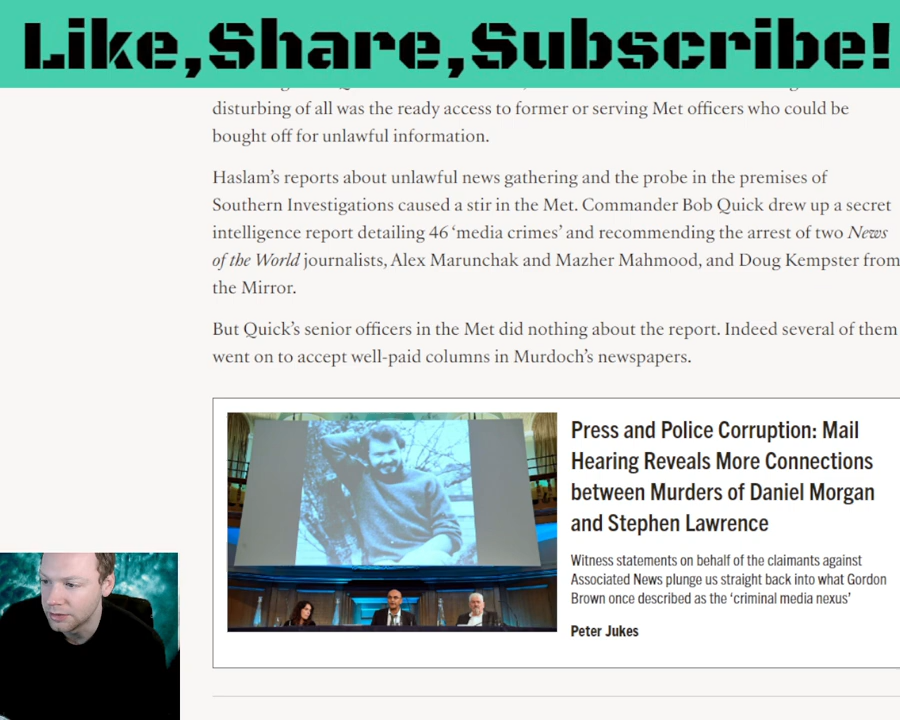 Like,Share,Subscribe!
disturbing of all was the ready access to former or serving Met officers who could be
bought off for unlawful information.
Haslam's reports about unlawful news gathering and the probe in the premises of
Southern Investigations caused a stir in the Met. Commander Bob Quick drew up a secret
intelligence report detailing 46 ‘media crimes’ and recommending the arrest of two News
of the World journalists, Alex Marunchak and Mazher Mahmood, and Doug Kempster from
the Mirror.
But Quick’s senior officers in the Met did nothing about the report. Indeed several of them
went on to accept well-paid columns in Murdoch’s newspapers.
Press and Police Corruption: Mail
Hearing Reveals More Connections
between Murders of Daniel Morgan
and Stephen Lawrence
Witness statements on behalf of the claimants against
Associated News plunge us straight back into what Gordon
Brown once described as the ‘criminal media nexus’
Peter Jukes